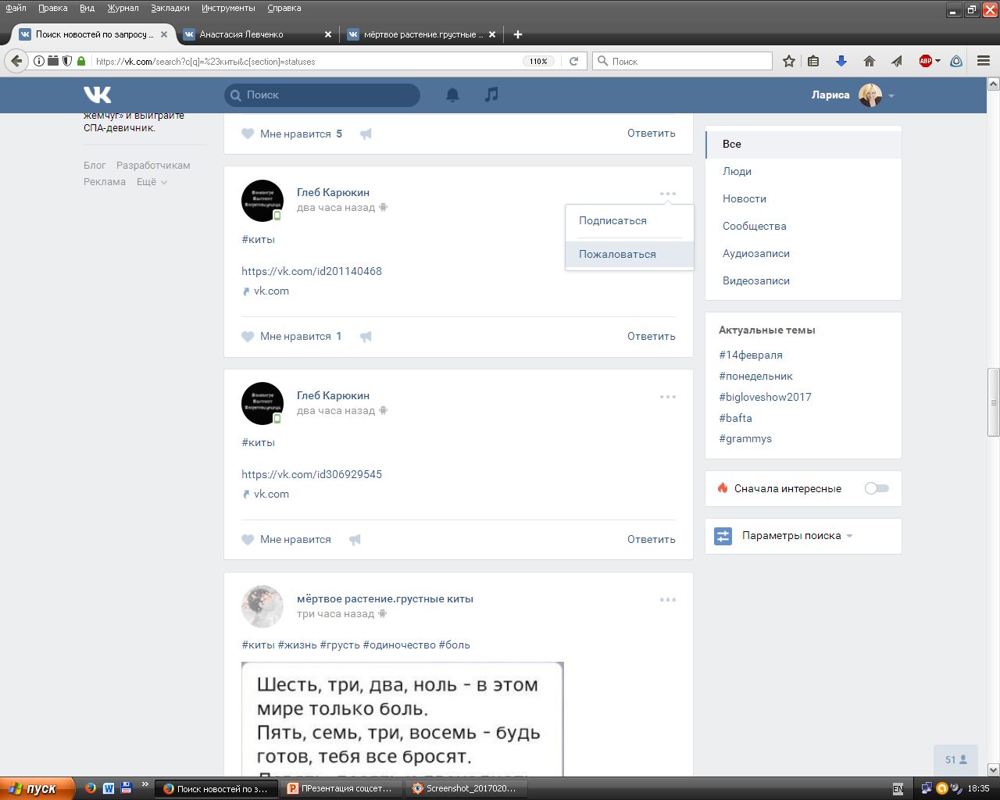 Файл Правка Вид Журнал Закладки Инструменты Справка
Поиск новостей по запросу ...
Анастасия Левченко
мёртвое растение.грустные ...
https://vk.com/search?c[q]=%23киты&c[section]=statuses
110%
Поиск
ABP
Поиск
Лариса
жемчуг» и выиграйте
СПА-девичник.
Блог Разработчикам
Реклама Ещё
Мне нравится 5
Ответить
Глеб Карюкин
два часа назад
Подписаться
Пожаловаться
#киты
https://vk.com/id201140468
vk.com
Мне нравится 1
Ответить
Глеб Карюкин
два часа назад
#киты
https://vk.com/id306929545
vk.com
Мне нравится
Ответить
мёртвое растение.грустные киты
три часа назад
#киты #жизнь #грусть #одиночество #боль
Шесть, три, два, ноль - в этом
мире только боль.
Пять, семь, три, восемь - будь
готов, тебя все бросят.
Все
Люди
Новости
Сообщества
Аудиозаписи
Видеозаписи
Актуальные темы
#14февраля
#понедельник
#bigloveshow2017
#bafta
#grammys
Сначала интересные
Параметры поиска
51
пуск
Поиск новостей по з...
ПРезентация соцсет...
Screenshot_2017020...
EN
18:35